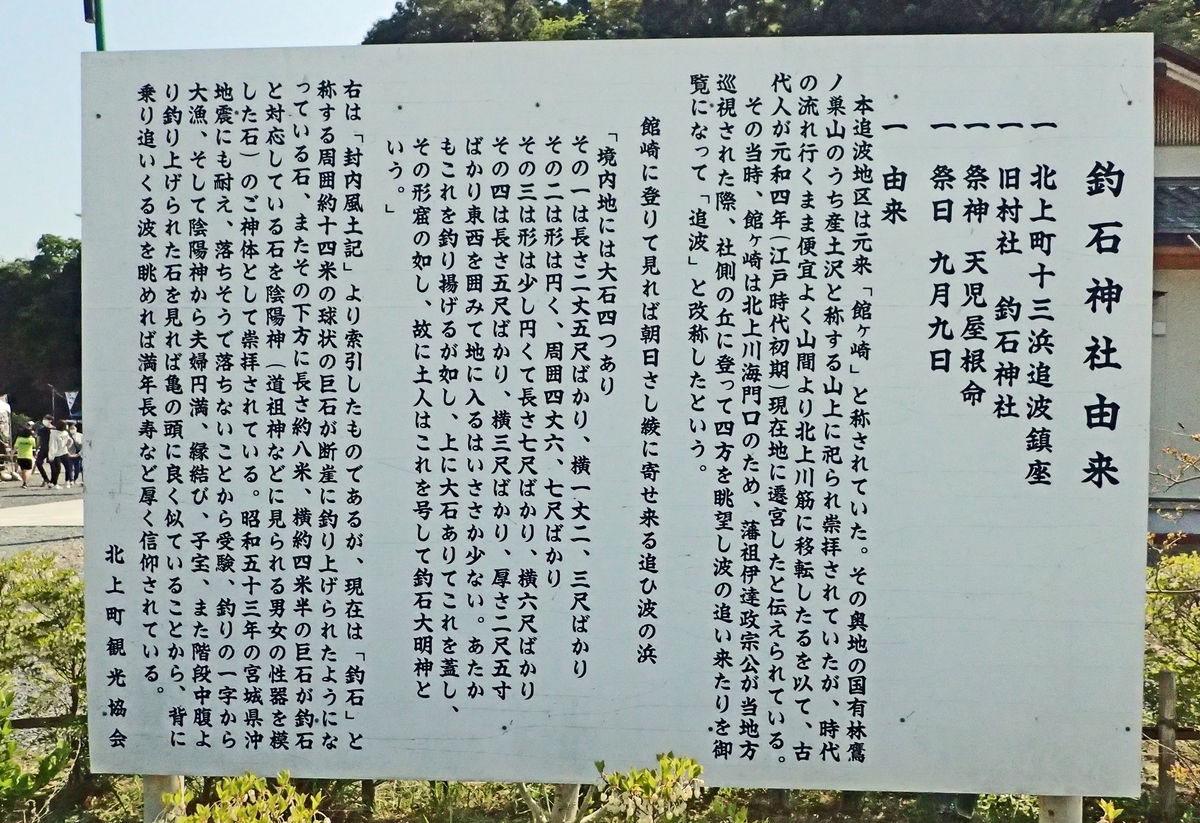 釣石神社由来
一 北上町十三浜追波鎮座
一 旧村社 釣石神社
一 祭神 天児屋根命
一 祭日 九月九日
一 由来
本追波地区は元来「館ヶ崎」と称されていた。その奥地の国有林鷹
ノ巣山のうち産土沢と称する山上に祀られ崇拝されていたが、時代
の流れ行くまま便宜よく山間より北上川筋に移転したるを以て、古
代人が元和四年(江戸時代初期)現在地に遷宮したと伝えられている。
その当時、館ヶ崎は北上川海門口のため、藩祖伊達政宗公が当地方
巡視された際、社側の丘に登って四方を眺望し波の追い来たりを御
覧になって「追波」と改称したという。
館崎に登りて見れば朝日さし綾に寄せ来る追ひ波の浜
「境内地には大石四つあり
その一は長さ二丈五尺ばかり、横一丈二、三尺ばかり
その二は形は円く、周囲四丈六、七尺ばかり
その三は形は少し円くて長さ七尺ばかり、横六尺ばかり
その四は長さ五尺ばかり、横三尺ばかり、厚さ二尺五寸
ばかり東西を囲みて地に入るはいささか少ない。あたか
もこれを釣り揚げるが如し、上に大石ありてこれを蓋し、
その形窟の如し、故に土人はこれを号して釣石大明神と
いう。」
右は「封内風土記」より索引したものであるが、現在は「釣石」と
称する周囲約十四米の球状の巨石が断崖に釣り上げられたようにな
っている石、またその下方に長さ約八米、横約四米半の巨石が釣石
と対応している石を陰陽神(道祖神などに見られる男女の性器を模
した石)のご神体として崇拝されている。昭和五十三年の宮城県沖
地震にも耐え、落ちそうで落ちないことから受験、釣りの一字から
大漁、そして陰陽神から夫婦円満、縁結び、子宝、また階段中腹よ
り釣り上げられた石を見れば亀の頭に良く似ていることから、背に
乗り追いくる波を眺めれば満年長寿など厚く信仰されている。
北上町観光協会